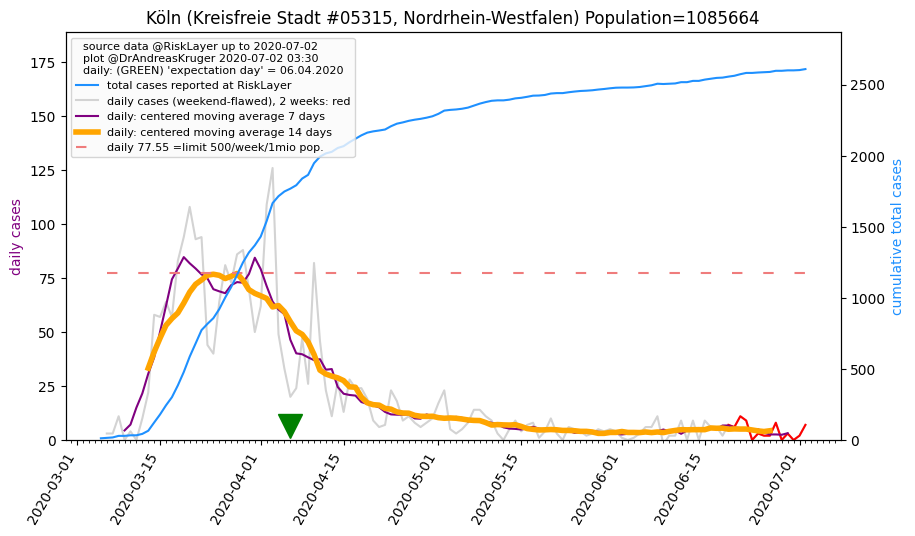 Köln (Kreisfreie Stadt #05315, Nordrhein-Westfalen) Population=1085664
source data @RiskLayer up to 2020-07-02
plot @DrAndreasKruger 2020-07-02 03:30
daily: (GREEN) 'expectation day' = 06.04.2020
total cases reported at RiskLayer
daily cases (weekend-flawed), 2 weeks: red
daily: centered moving average 7 days
daily: centered moving average 14 days
daily 77.55 =limit 500/week/1mio pop.
daily cases
175
150
125
100
75
50
25
0
cumulative total cases
2500
2000
1500
1000
500
0
2020-03-01
2020-03-15
2020-04-01
2020-04-15
2020-05-01
2020-05-15
2020-06-01
2020-06-15
2020-07-01